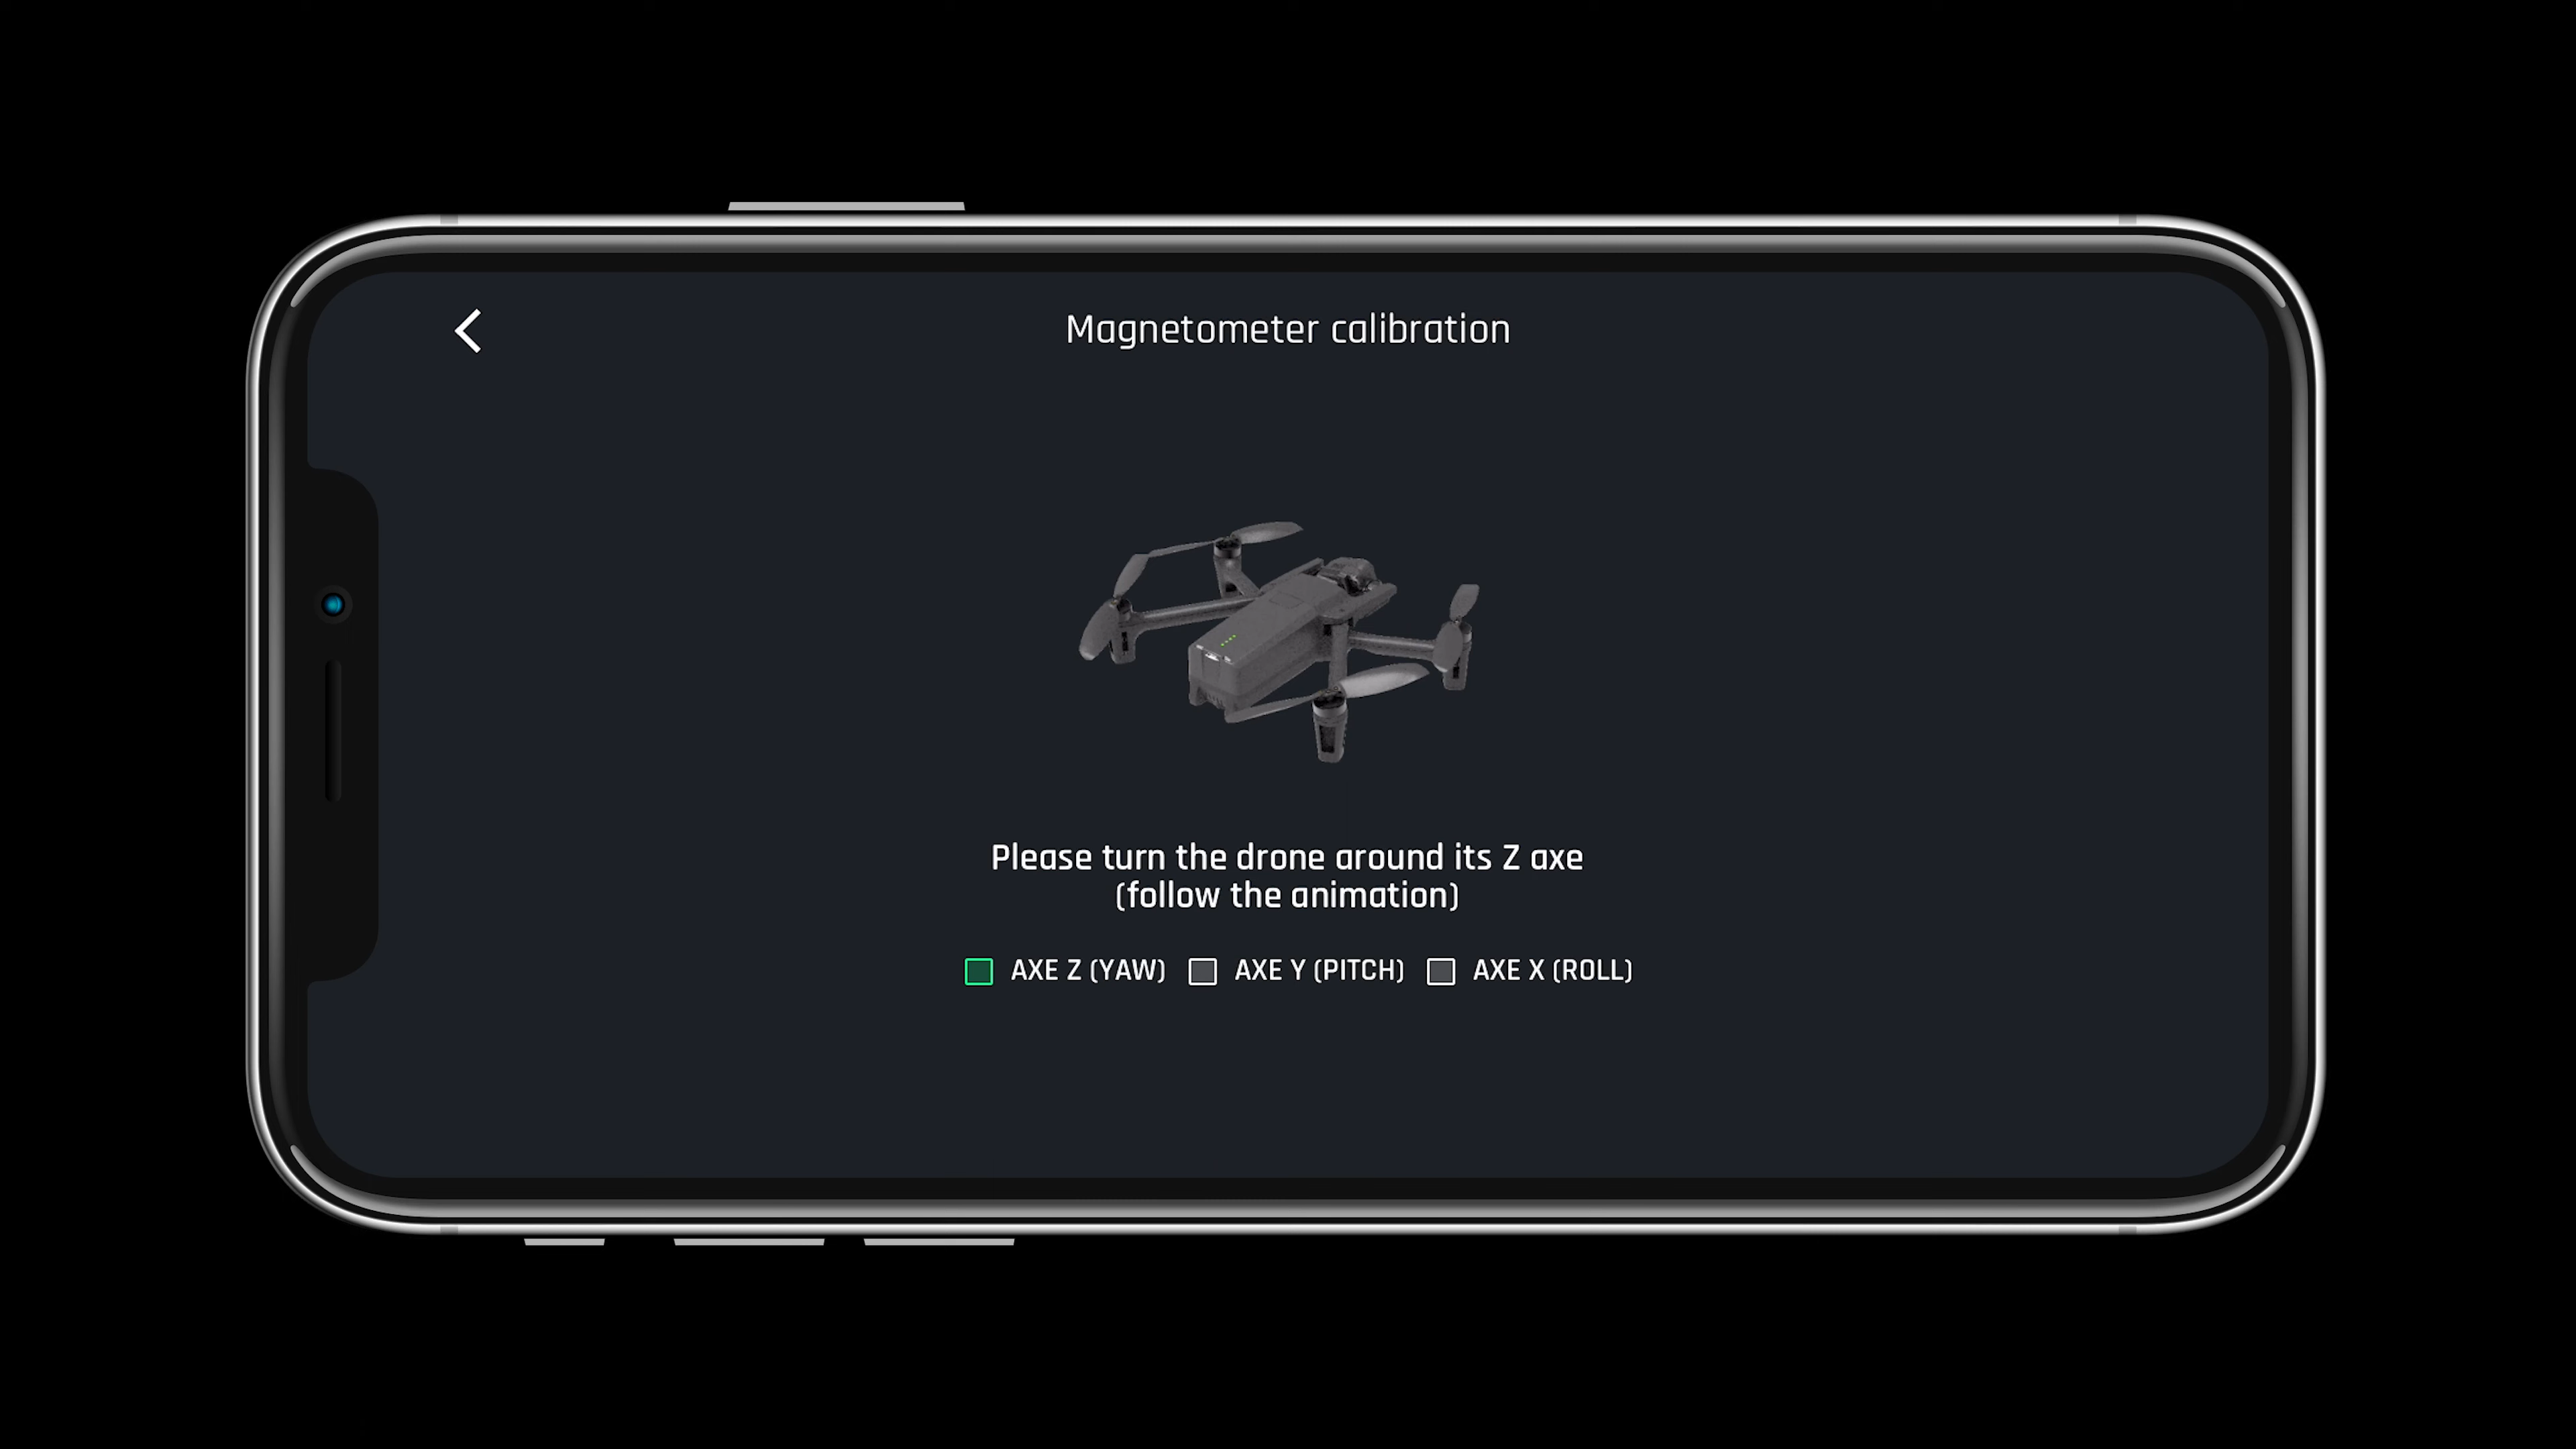 Magnetometer calibration
Please turn the drone around its Z axe
(follow the animation)
AXE Z (YAW) AXE Y (PITCH) AXE X (ROLL)